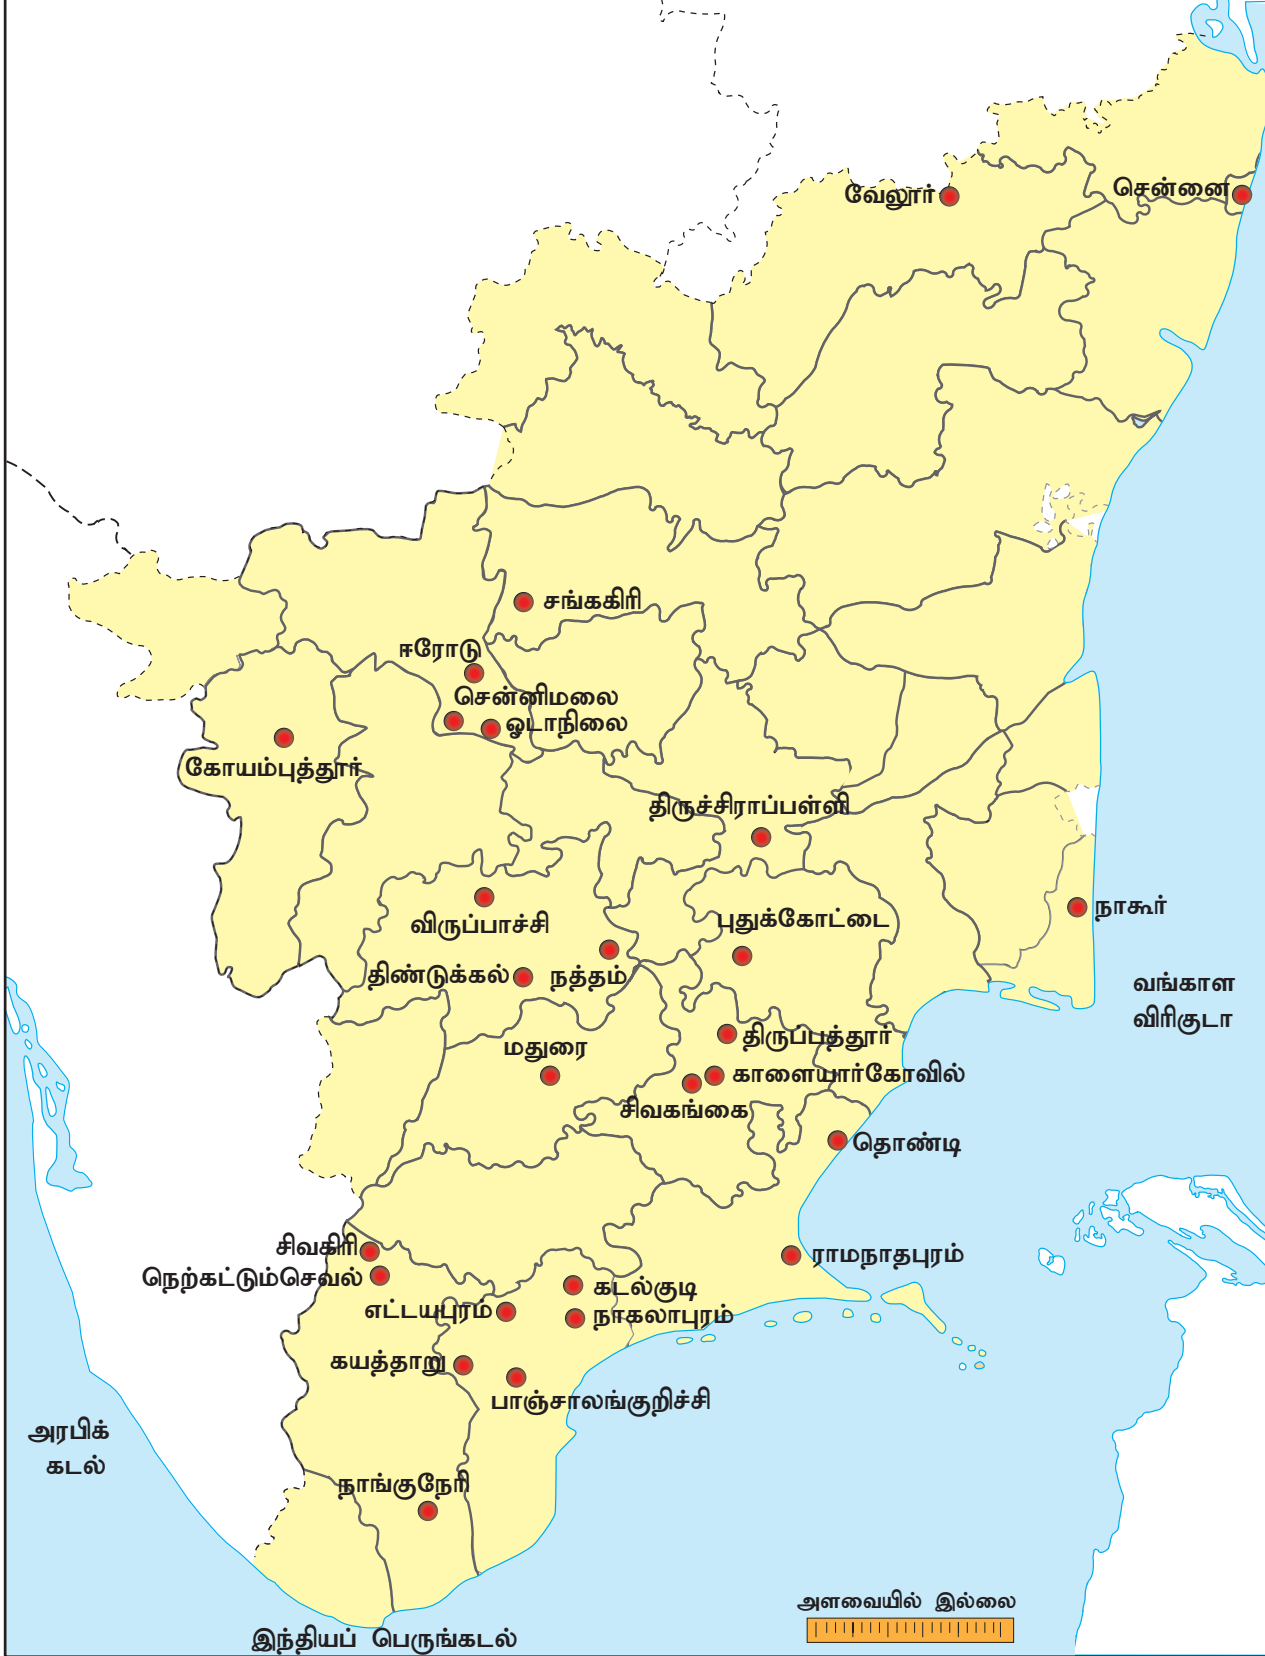 வேலூர்
சென்னை
சங்ககிரி
ஈரோடு
சென்னிமலை
ஓடாநிலை
கோயம்புத்தூர்
திருச்சிராப்பள்ளி
விருப்பாச்சி
புதுக்கோட்டை
நாகூர்
திண்டுக்கல்
நத்தம்
வங்காள
விரிகுடா
திருப்பத்தூர்
மதுரை
காளையார்கோவில்
சிவகங்கை
தொண்டி
சிவகிரி
ராமநாதபுரம்
நெற்கட்டும்செவல்
கடல்குடி
எட்டயபுரம்
நாகலாபுரம்
கயத்தாறு
பாஞ்சாலங்குறிச்சி
அரபிக்
கடல்
நாங்குநேரி
அளவையில் இல்லை
இந்தியப் பெருங்கடல்